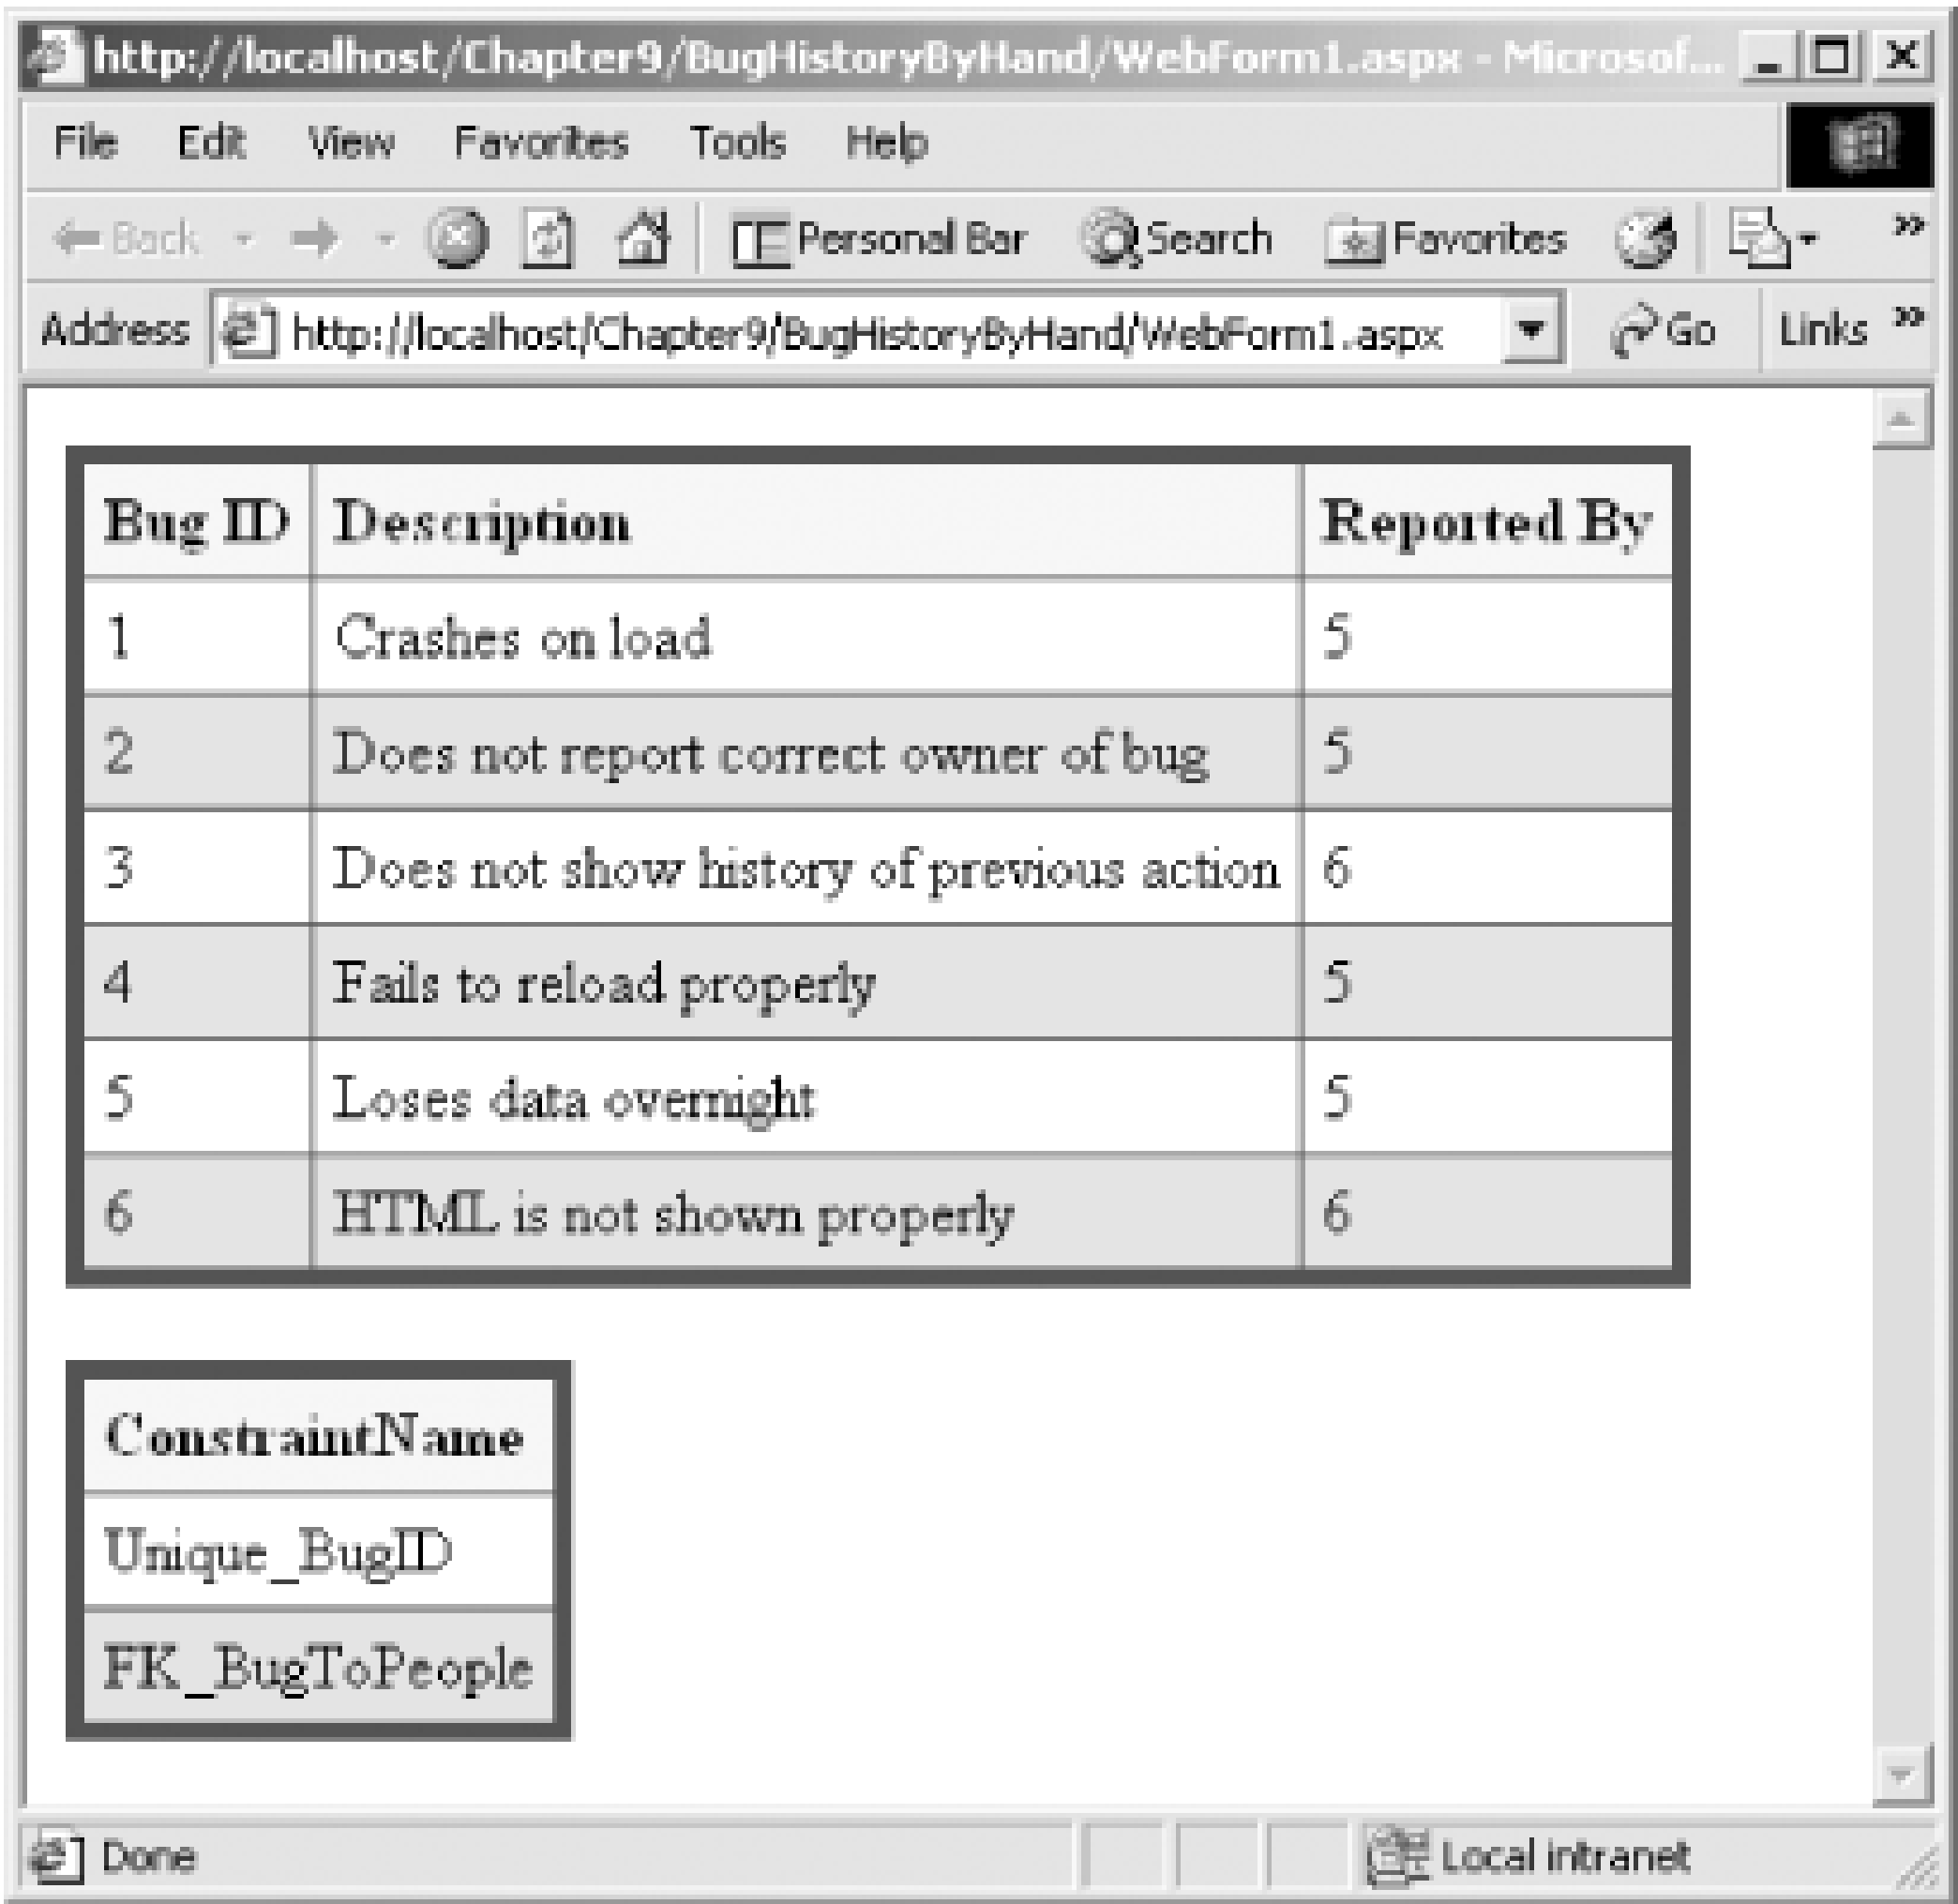 http://localhost/Chapter9/BugHistoryByHand/WebForm1.aspx - Microsof...
File Edit View Favorites Tools Help
Back Personal Bar Search Favorites »
Address http://localhost/Chapter9/BugHistoryByHand/WebForm1.aspx Go Links »
Bug ID Description Reported By
1 Crashes on load 5
2 Does not report correct owner of bug 5
3 Does not show history of previous action 6
4 Fails to reload properly 5
5 Loses data overnight 5
6 HTML is not shown properly 6
ConstraintName
Unique_BugID
FK_BugToPeople
Done Local intranet